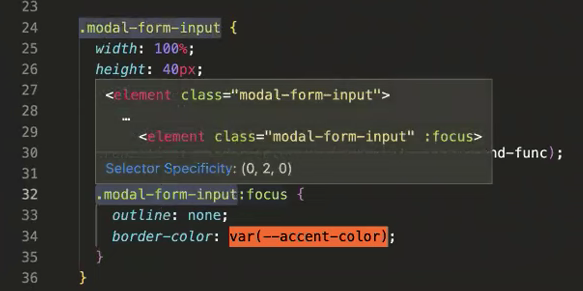 23
24 .modal-form-input {
25 width: 100%;
26 height: 40px;
27 <element class="modal-form-input">
28 …
29 <element class="modal-form-input" :focus>
30 nd-func);
31 Selector Specificity: (0, 2, 0)
32 .modal-form-input:focus {
33 outline: none;
34 border-color: var(--accent-color);
35 }
36 }